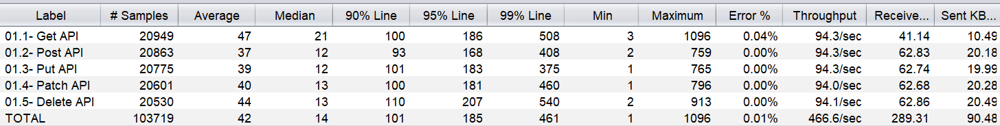 Label # Samples Average Median 90% Line 95% Line 99% Line Min Maximum Error % Throughput Receive... Sent KB...
01.1- Get API 20949 47 21 100 186 508 3 1096 0.04% 94.3/sec 41.14 10.49
01.2- Post API 20863 37 12 93 168 408 2 759 0.00% 94.3/sec 62.83 20.18
01.3- Put API 20775 39 12 101 183 375 1 765 0.00% 94.3/sec 62.74 19.99
01.4- Patch API 20601 40 13 100 181 460 1 796 0.00% 94.3/sec 62.68 20.28
01.5- Delete API 20530 44 13 110 207 540 2 913 0.00% 94.1/sec 62.86 20.49
TOTAL 103719 42 14 101 185 461 1 1096 0.01% 466.6/sec 289.31 90.48